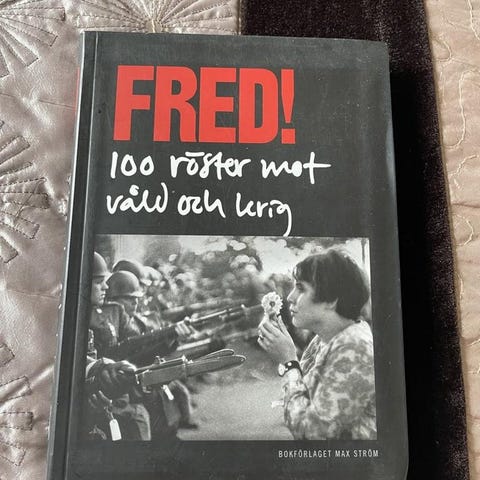 FRED!
100 röster mot
våld och krig
BOKFÖRLAGET MAX STRÖM